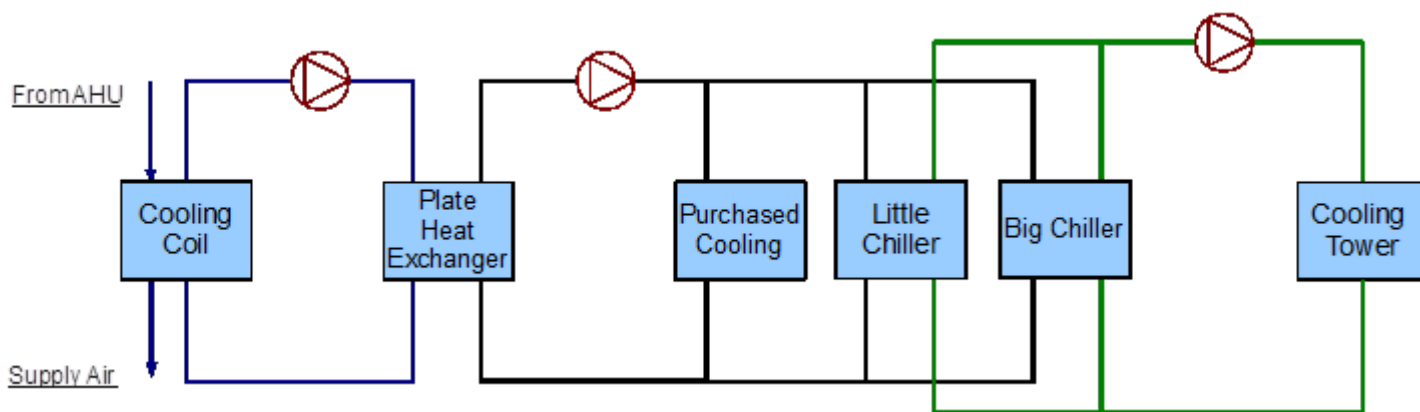 FromAHU
Cooling
Coil
Plate
Heat
Exchanger
Purchased
Cooling
Little
Chiller
Big Chiller
Cooling
Tower
Supply Air